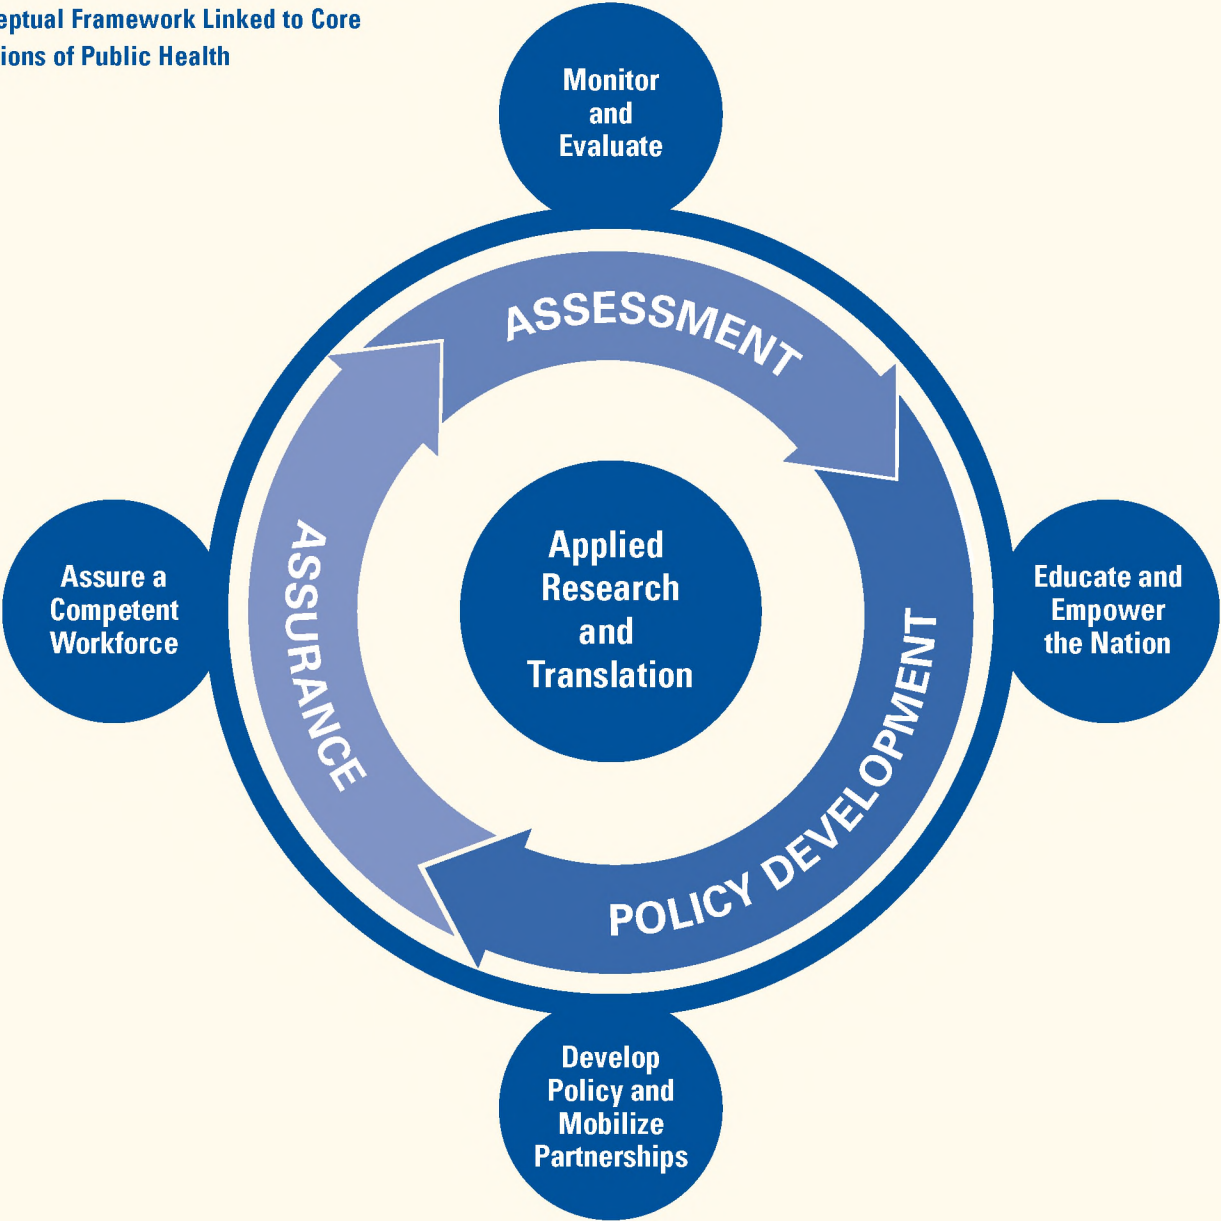 eptual Framework Linked to Core
ions of Public Health
Monitor
and
Evaluate
ASSESSMENT
Applied
Research
and
Translation
ASSURANCE
Assure a
Competent
Workforce
Educate and
Empower
the Nation
POLICY DEVELOPMENT
Develop
Policy and
Mobilize
Partnerships